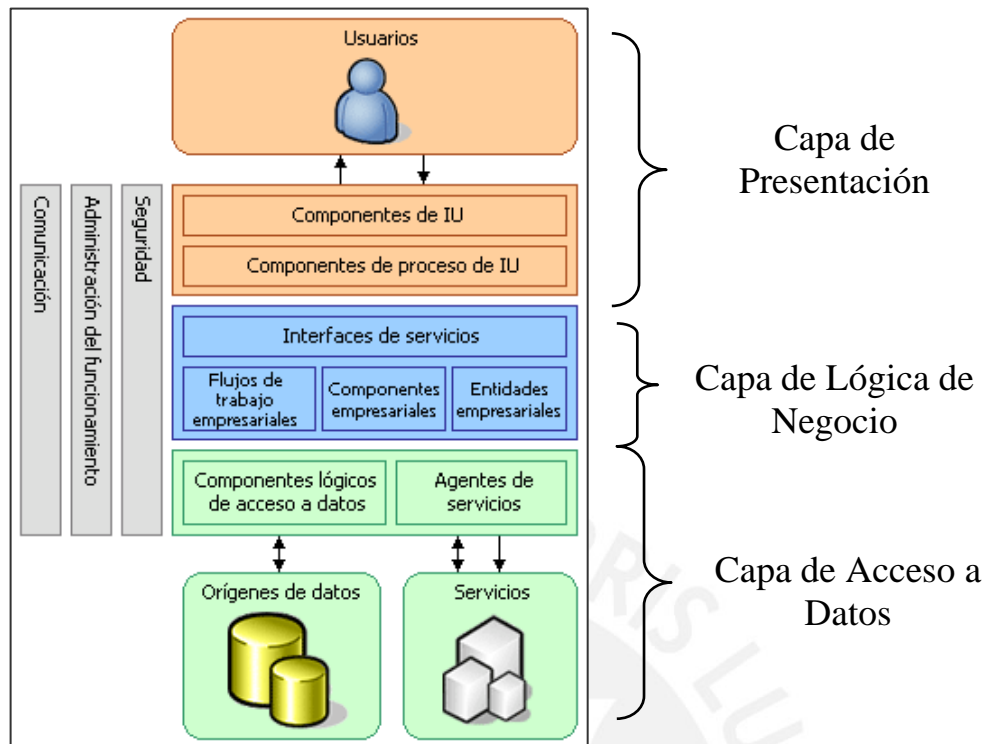 Usuarios
Componentes de IU
Componentes de proceso de IU
Comunicación
Administración del funcionamiento
Seguridad
Interfaces de servicios
Flujos de
trabajo
empresariales
Componentes
empresariales
Entidades
empresariales
Componentes lógicos
de acceso a datos
Agentes de
servicios
Orígenes de datos
Servicios
Capa de
Presentación
Capa de Lógica de
Negocio
Capa de Acceso a
Datos